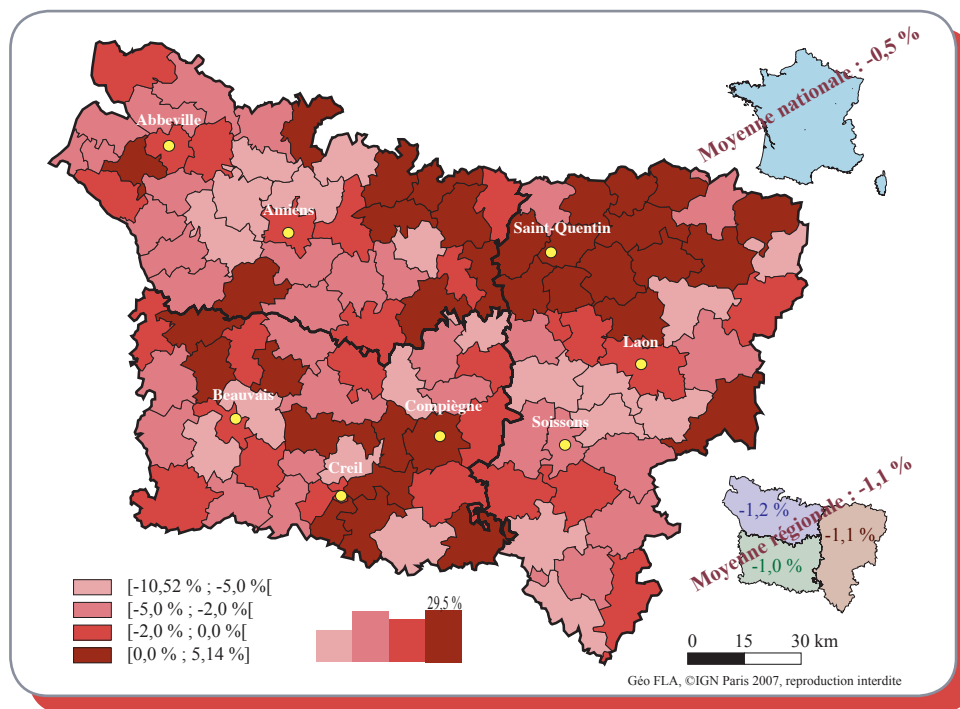 Moyenne nationale : -0,5 %
Abbeville
Amiens
Saint-Quentin
Laon
Beauvais
Compiègne
Soissons
Creil
Moyenne régionale : -1,1 %
-1,2 %
-1,1 %
-1,0 %
[-10,52 % ; -5,0 %[
[-5,0 % ; -2,0 %[
[-2,0 % ; 0,0 %[
[0,0 % ; 5,14 %]
29,5 %
0 15 30 km
Géo FLA, ©IGN Paris 2007, reproduction interdite